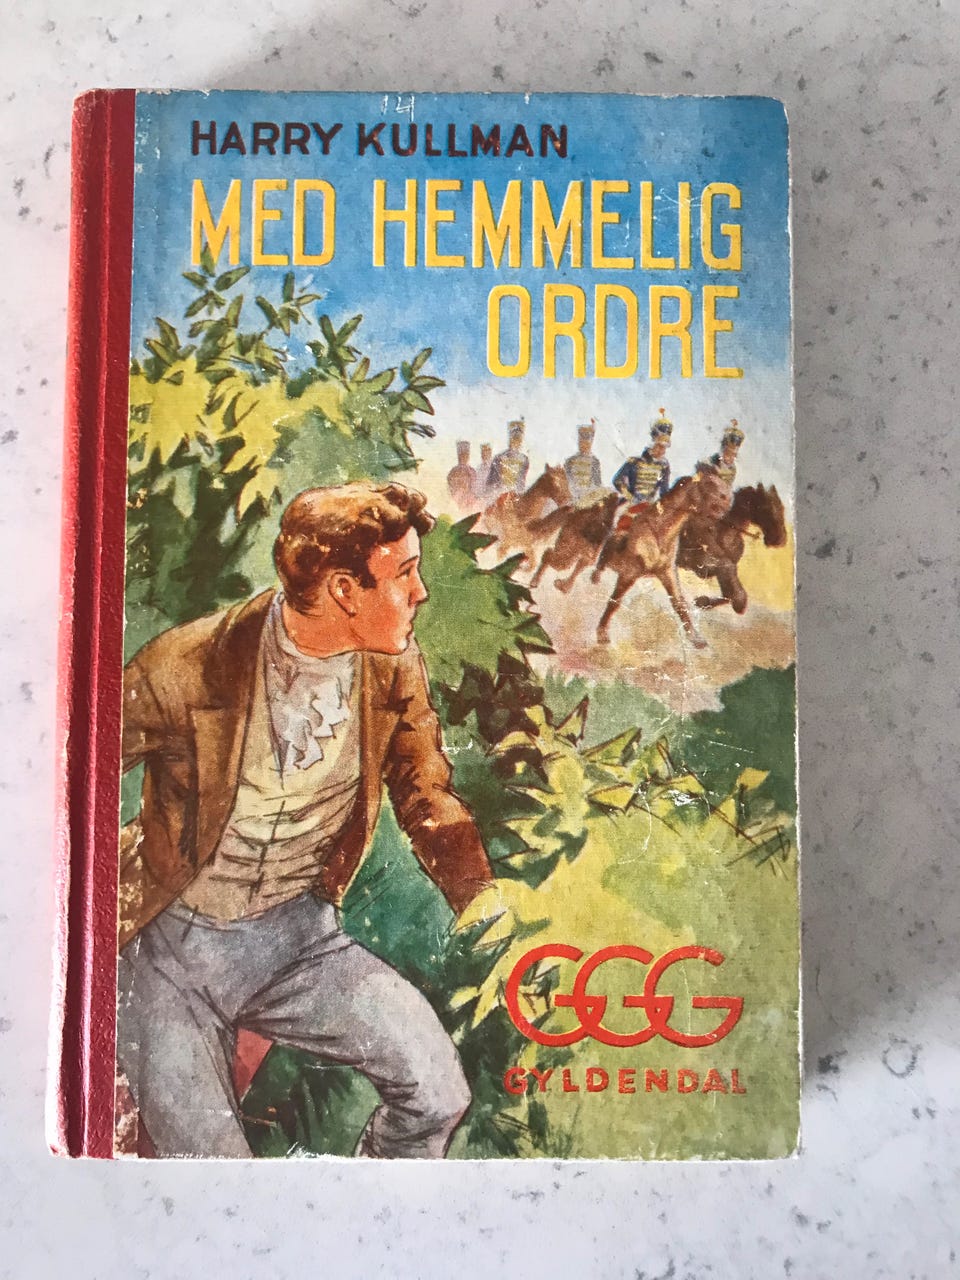 14
HARRY KULLMAN
MED HEMMELIG
ORDRE
GGG
GYLDENDAL